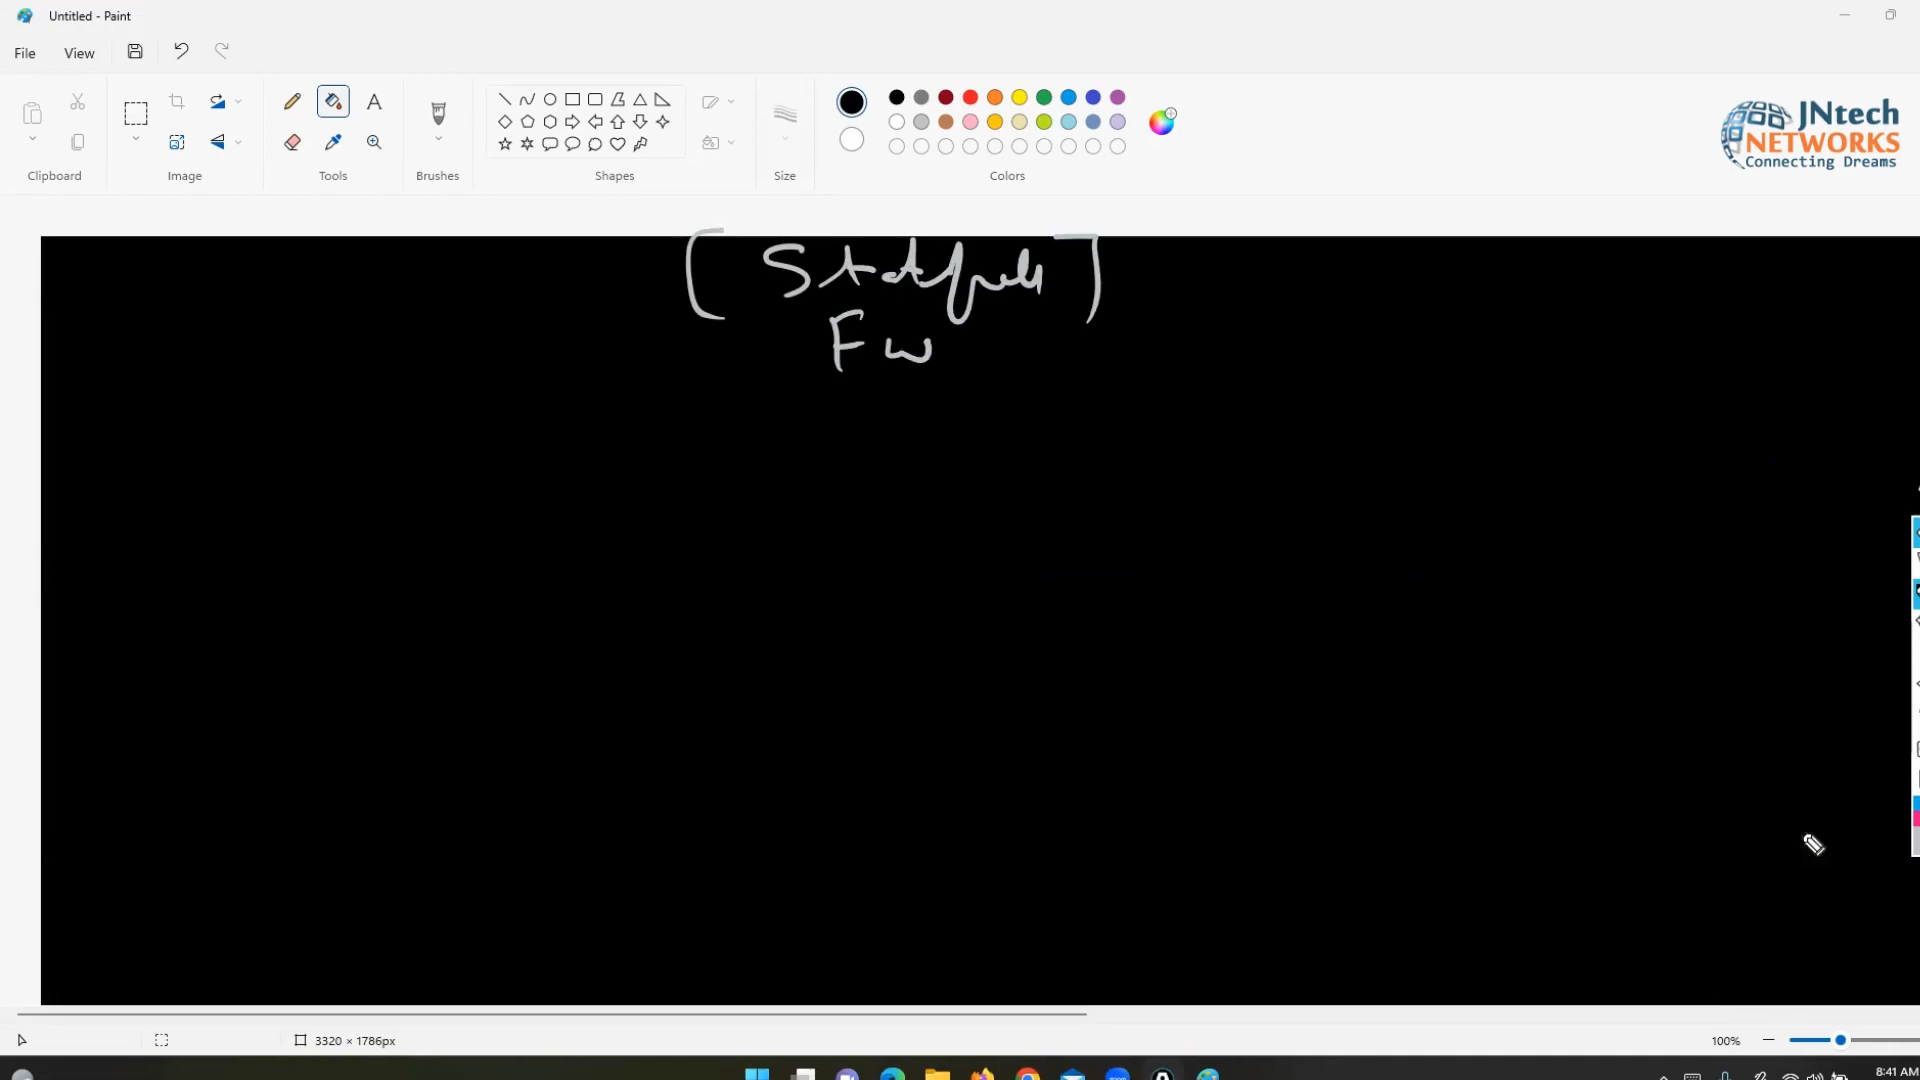 Untitled - Paint
File View
Clipboard
Image
Tools
Brushes
Shapes
Size
Colors
JNtech
NETWORKS
Connecting Dreams
[ Stateful ]
Fw
3320 × 1786px
100%
8:41 AM